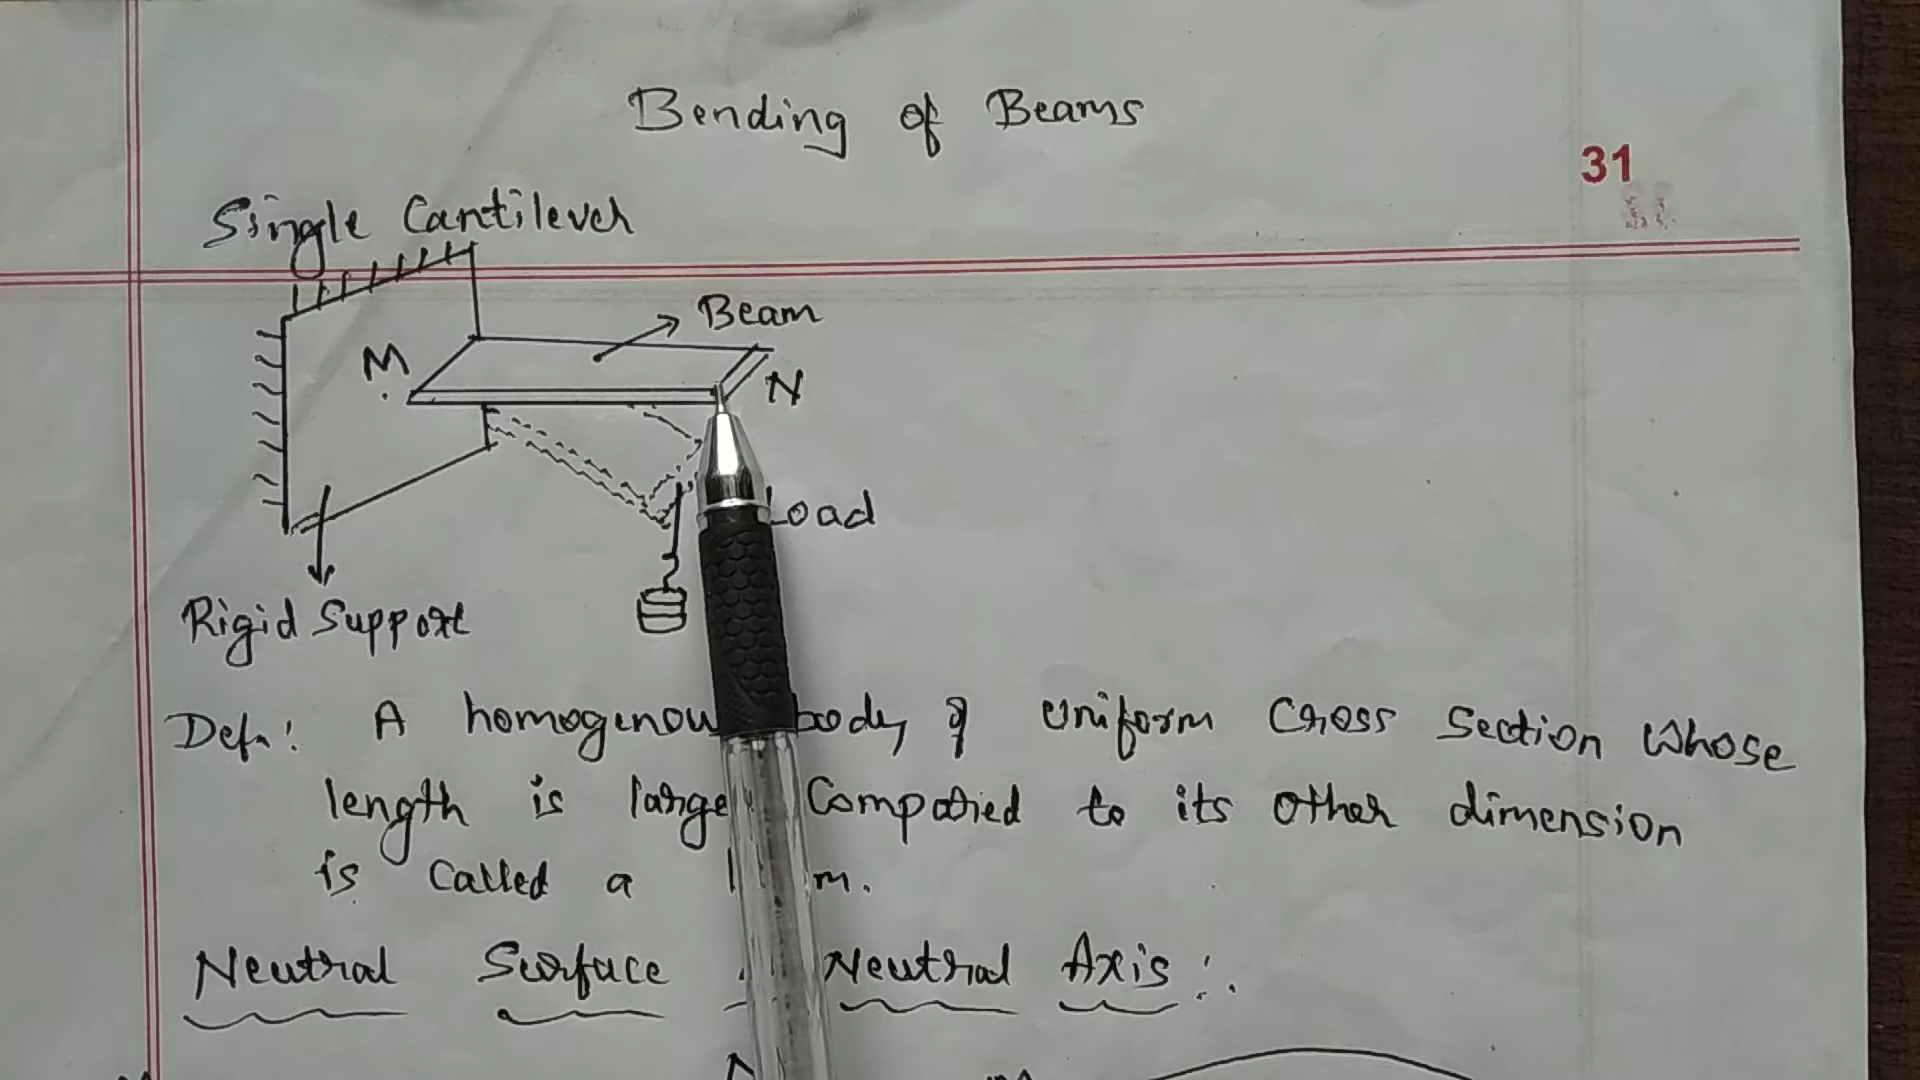 Bending of Beams
31
Single Cantilever
Beam
M
N
Load
Rigid Support
Defn: A homogenous body of uniform cross section whose
length is large compared to its other dimension
is called a
Neutral Surface Neutral Axis :